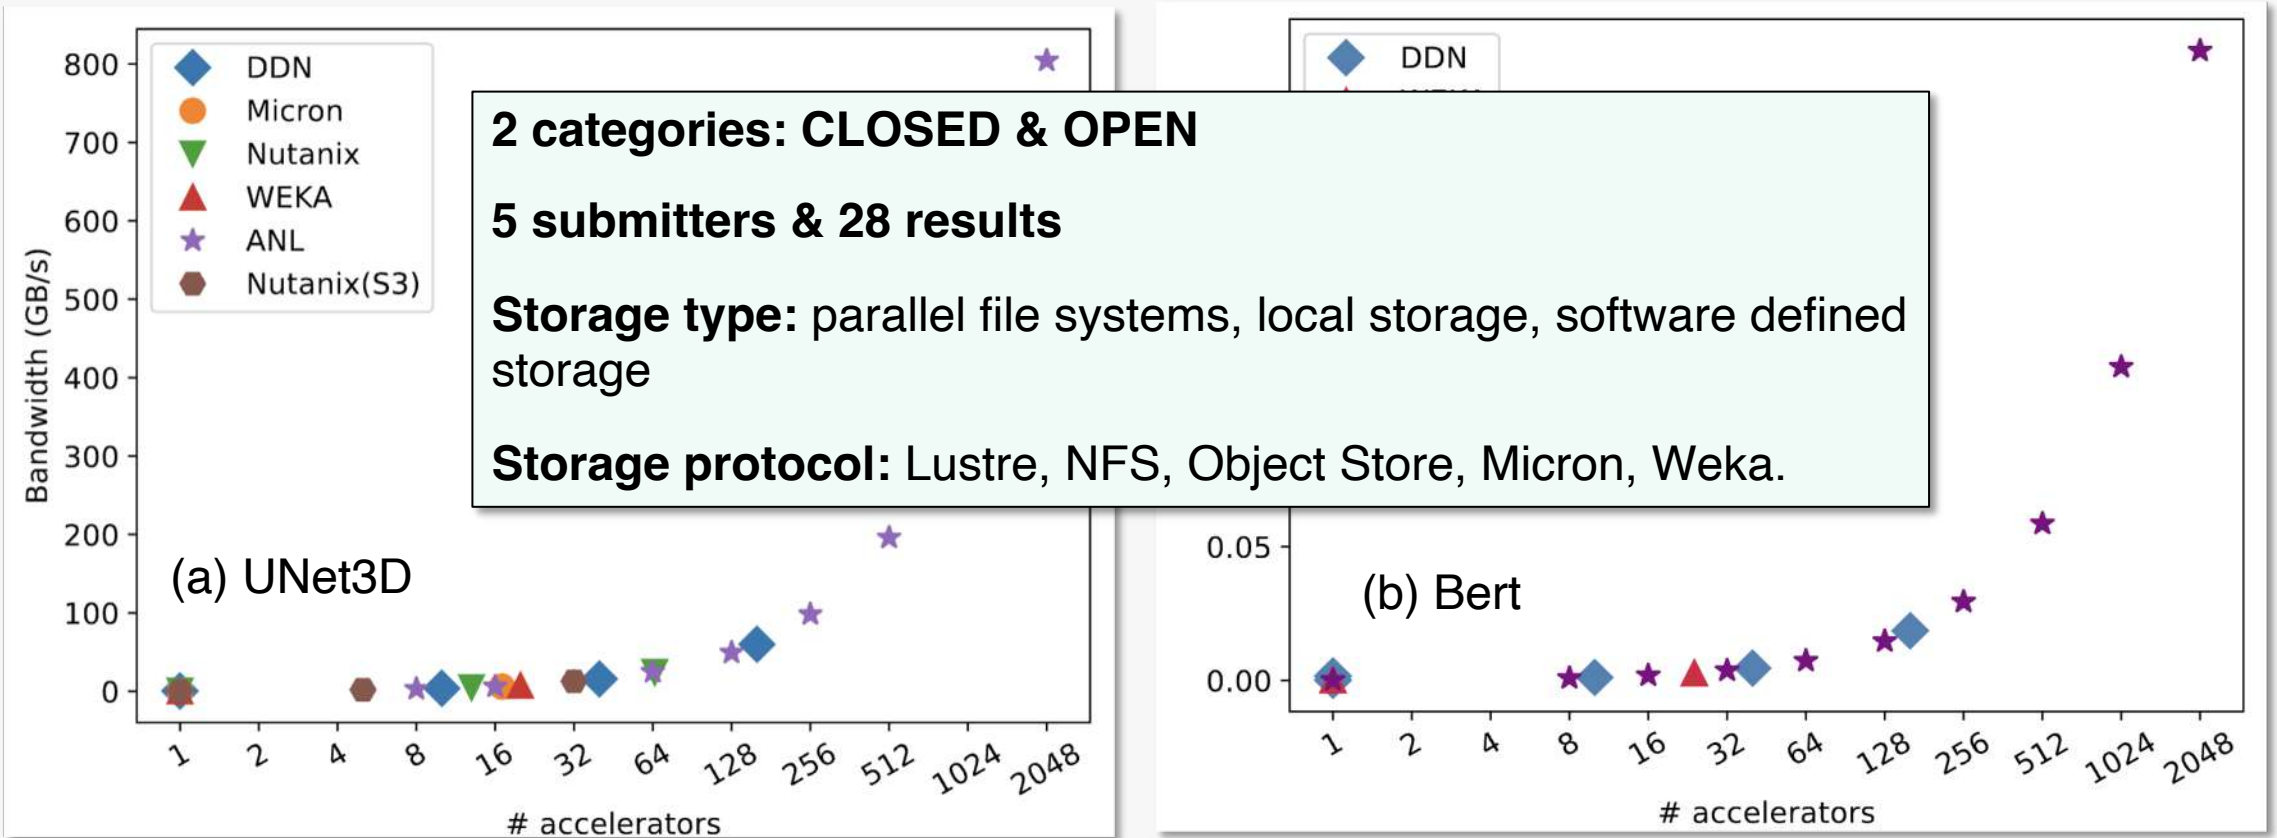 800
700
600
500
400
300
200
100
0
Bandwidth (GB/s)
DDN
Micron
Nutanix
WEKA
ANL
Nutanix(S3)
(a) UNet3D
1 2 4 8 16 32 64 128 256 512 1024 2048
# accelerators
2 categories: CLOSED & OPEN
5 submitters & 28 results
Storage type: parallel file systems, local storage, software defined
storage
Storage protocol: Lustre, NFS, Object Store, Micron, Weka.
DDN
0.05
0.00
(b) Bert
1 2 4 8 16 32 64 128 256 512 1024 2048
# accelerators